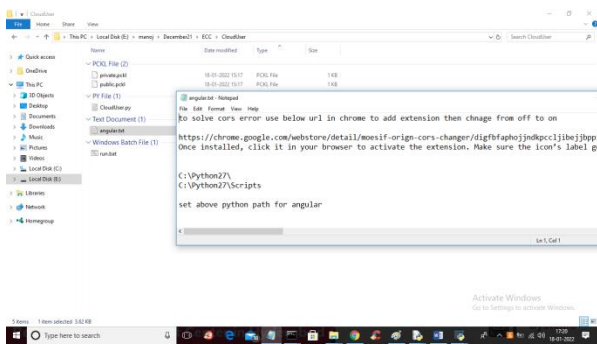 CloudUser
File Home Share View
This PC > Local Disk (E:) > manoj > December21 > ECC > CloudUser
Search CloudUser
Name Date modified Type Size
Quick access
OneDrive
This PC
3D Objects
Desktop
Documents
Downloads
Music
Pictures
Videos
Local Disk (C:)
Local Disk (E:)
Libraries
Network
Homegroup
PCKL File (2)
private.pckl 18-01-2022 15:17 PCKL File 1 KB
public.pckl 18-01-2022 15:17 PCKL File 1 KB
PY File (1)
CloudUser.py
Text Document (1)
angular.txt
Windows Batch File (1)
run.bat
angular.txt - Notepad
File Edit Format View Help
to solve cors error use below url in chrome to add extension then chnage from off to on
https://chrome.google.com/webstore/detail/moesif-orign-cors-changer/digfbfaphojjndkpccljibejjbpp
Once installed, click it in your browser to activate the extension. Make sure the icon's label g
C:\Python27\
C:\Python27\Scripts
set above python path for angular
Ln 1, Col 1
Activate Windows
Go to Settings to activate Windows.
5 items 1 item selected
Type here to search
17:20
18-01-2022